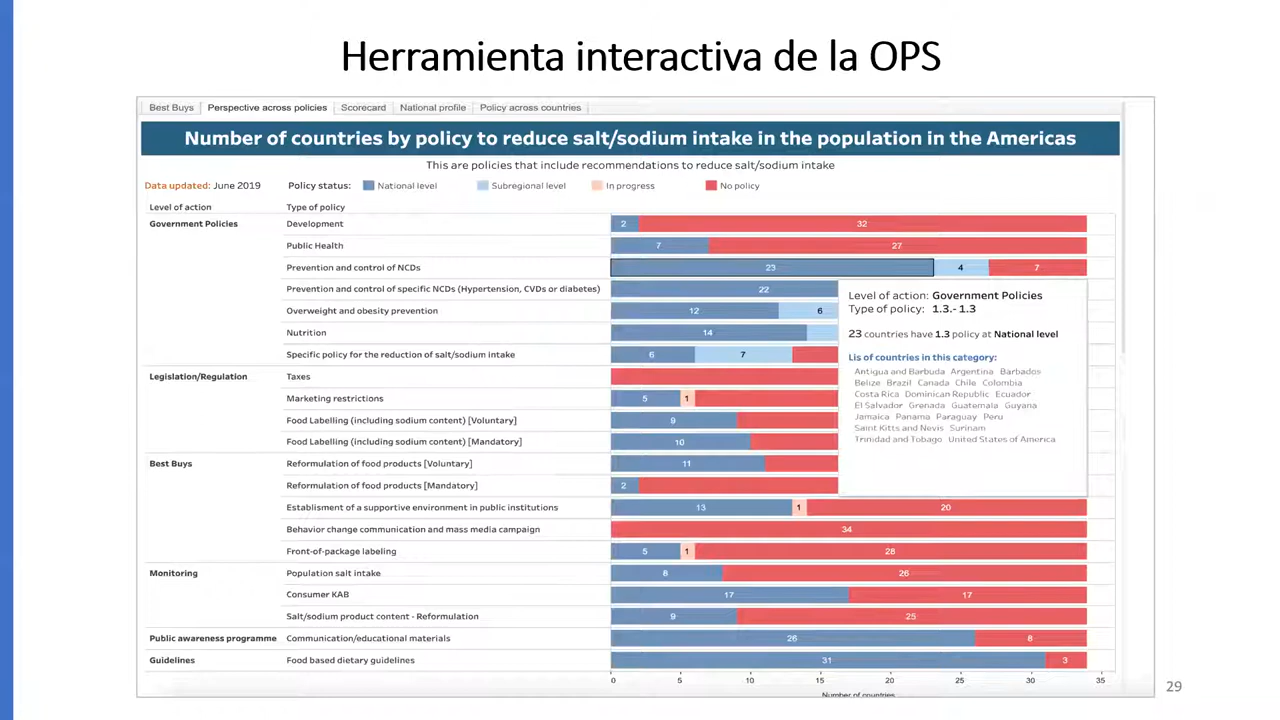 Herramienta interactiva de la OPS
Best Buys Perspective across policies Scorecard National profile Policy across countries
Number of countries by policy to reduce salt/sodium intake in the population in the Americas
This are policies that include recommendations to reduce salt/sodium intake
Data updated: June 2019 Policy status: National level Subregional level In progress No policy
Level of action Type of policy
Government Policies Development 2 32
Public Health 7 27
Prevention and control of NCDs 23 4 7
Prevention and control of specific NCDs (Hypertension, CVDs or diabetes) 22
Overweight and obesity prevention 12 6
Nutrition 14
Specific policy for the reduction of salt/sodium intake 6 7
Legislation/Regulation Taxes
Marketing restrictions 5 1
Food Labelling (including sodium content) [Voluntary] 9
Food Labelling (including sodium content) [Mandatory] 10
Best Buys Reformulation of food products [Voluntary] 11
Reformulation of food products [Mandatory] 2
Establisment of a supportive environment in public institutions 13 1 20
Behavior change communication and mass media campaign 34
Front-of-package labeling 5 1 28
Monitoring Population salt intake 8 26
Consumer KAB 17 17
Salt/sodium product content - Reformulation 9 25
Public awareness programme Communication/educational materials 26 8
Guidelines Food based dietary guidelines 31 3
0 5 10 15 20 25 30 35
Number of countries
Level of action: Government Policies
Type of policy: 1.3.- 1.3
23 countries have 1.3 policy at National level
Lis of countries in this category:
Antigua and Barbuda Argentina Barbados
Belize Brazil Canada Chile Colombia
Costa Rica Dominican Republic Ecuador
El Salvador Grenada Guatemala Guyana
Jamaica Panama Paraguay Peru
Saint Kitts and Nevis Surinam
Trinidad and Tobago United States of America
29